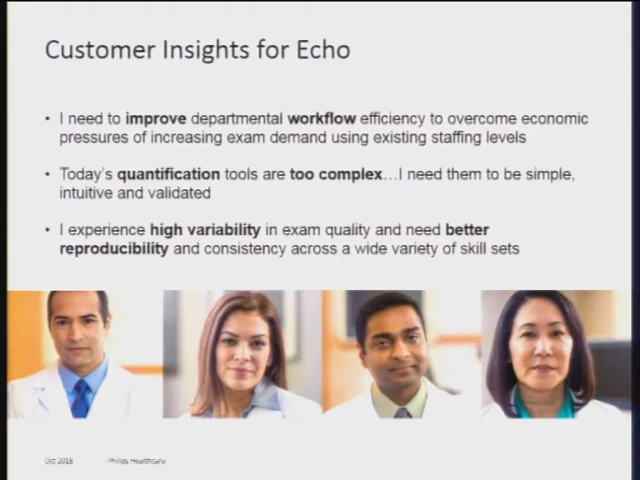 Customer Insights for Echo
• I need to improve departmental workflow efficiency to overcome economic
pressures of increasing exam demand using existing staffing levels
• Today's quantification tools are too complex…I need them to be simple,
intuitive and validated
• I experience high variability in exam quality and need better
reproducibility and consistency across a wide variety of skill sets
Philips Healthcare